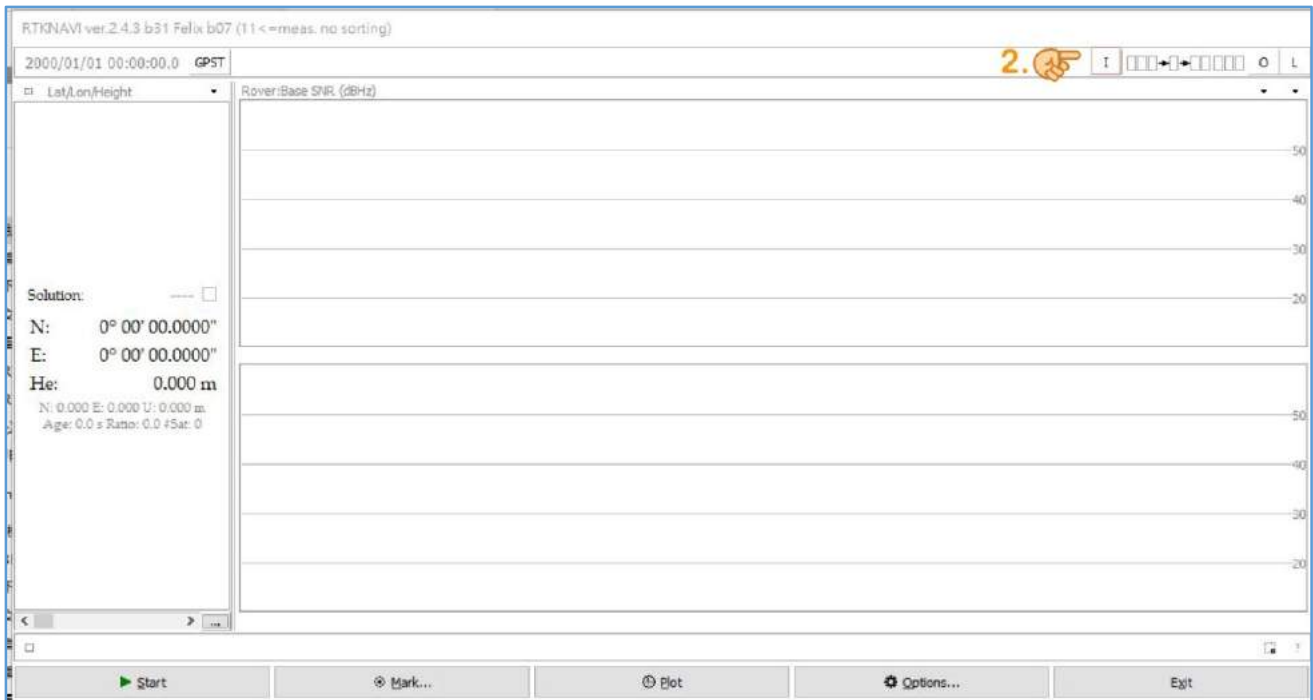 RTKNAVI ver.2.4.3 b31 Felix b07 (11<=meas. no sorting)
2000/01/01 00:00:00.0 GPST
2. I O L
Lat/Lon/Height
Rover:Base SNR (dBHz)
50
40
30
20
Solution: ----
N: 0° 00' 00.0000"
E: 0° 00' 00.0000"
He: 0.000 m
N: 0.000 E: 0.000 U: 0.000 m
Age: 0.0 s Ratio: 0.0 #Sat: 0
50
40
30
20
...
?
Start
Mark...
Plot
Options...
Exit